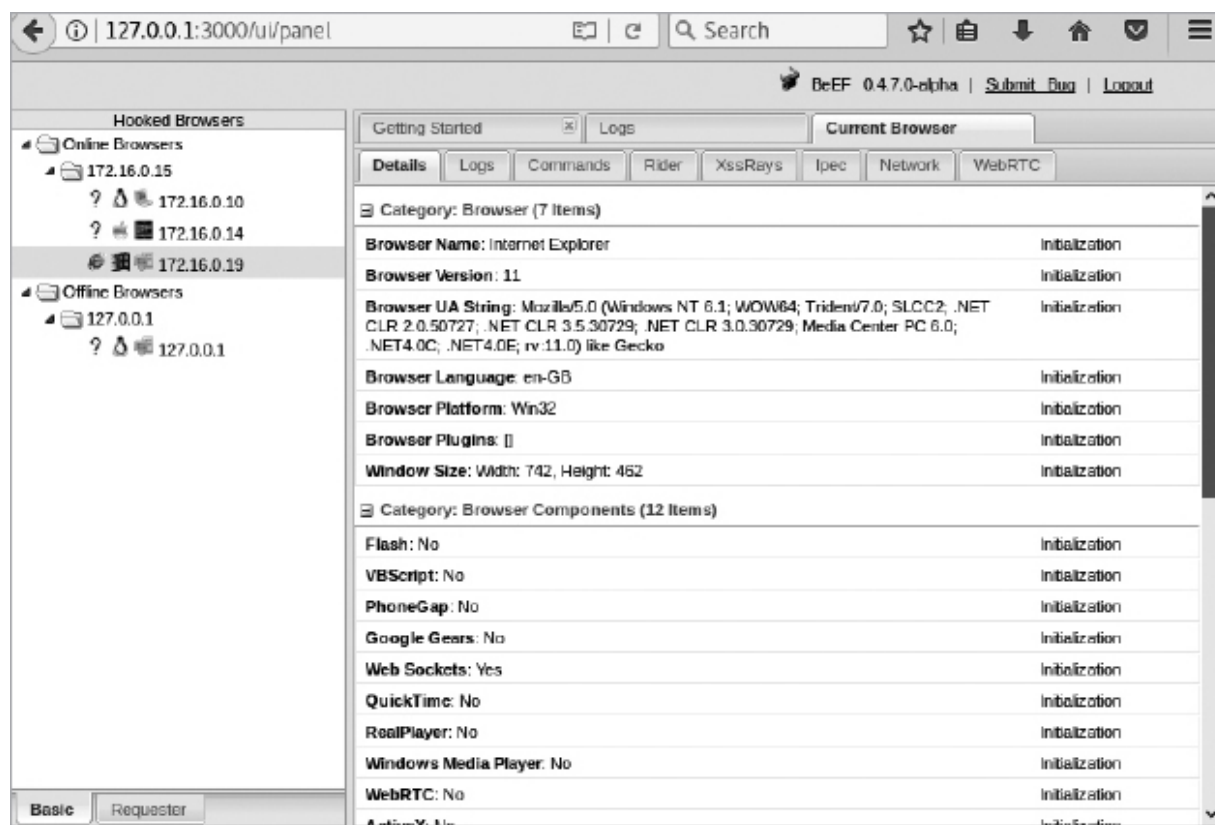 127.0.0.1:3000/ui/panel
Search
BeEF 0.4.7.0-alpha | Submit Bug | Logout
Hooked Browsers
Online Browsers
172.16.0.15
? 172.16.0.10
? 172.16.0.14
172.16.0.19
Offline Browsers
127.0.0.1
? 127.0.0.1
Basic Requester
Getting Started Logs Current Browser
Details Logs Commands Rider XssRays Ipec Network WebRTC
Category: Browser (7 Items)
Browser Name: Internet Explorer Initialization
Browser Version: 11 Initialization
Browser UA String: Mozilla/5.0 (Windows NT 6.1; WOW64; Trident/7.0; SLCC2; .NET Initialization
CLR 2.0.50727; .NET CLR 3.5.30729; .NET CLR 3.0.30729; Media Center PC 6.0;
.NET4.0C; .NET4.0E; rv:11.0) like Gecko
Browser Language: en-GB Initialization
Browser Platform: Win32 Initialization
Browser Plugins: [] Initialization
Window Size: Width: 742, Height: 462 Initialization
Category: Browser Components (12 Items)
Flash: No Initialization
VBScript: No Initialization
PhoneGap: No Initialization
Google Gears: No Initialization
Web Sockets: Yes Initialization
QuickTime: No Initialization
RealPlayer: No Initialization
Windows Media Player: No Initialization
WebRTC: No Initialization
ActiveX: No Initialization